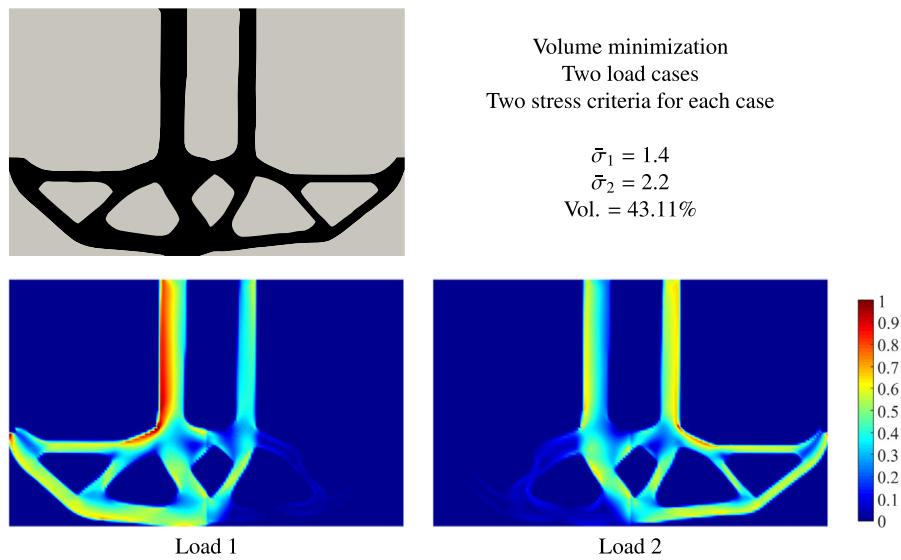 Volume minimization
Two load cases
Two stress criteria for each case
σ̄₁ = 1.4
σ̄₂ = 2.2
Vol. = 43.11%
1
0.9
0.8
0.7
0.6
0.5
0.4
0.3
0.2
0.1
0
Load 1
Load 2